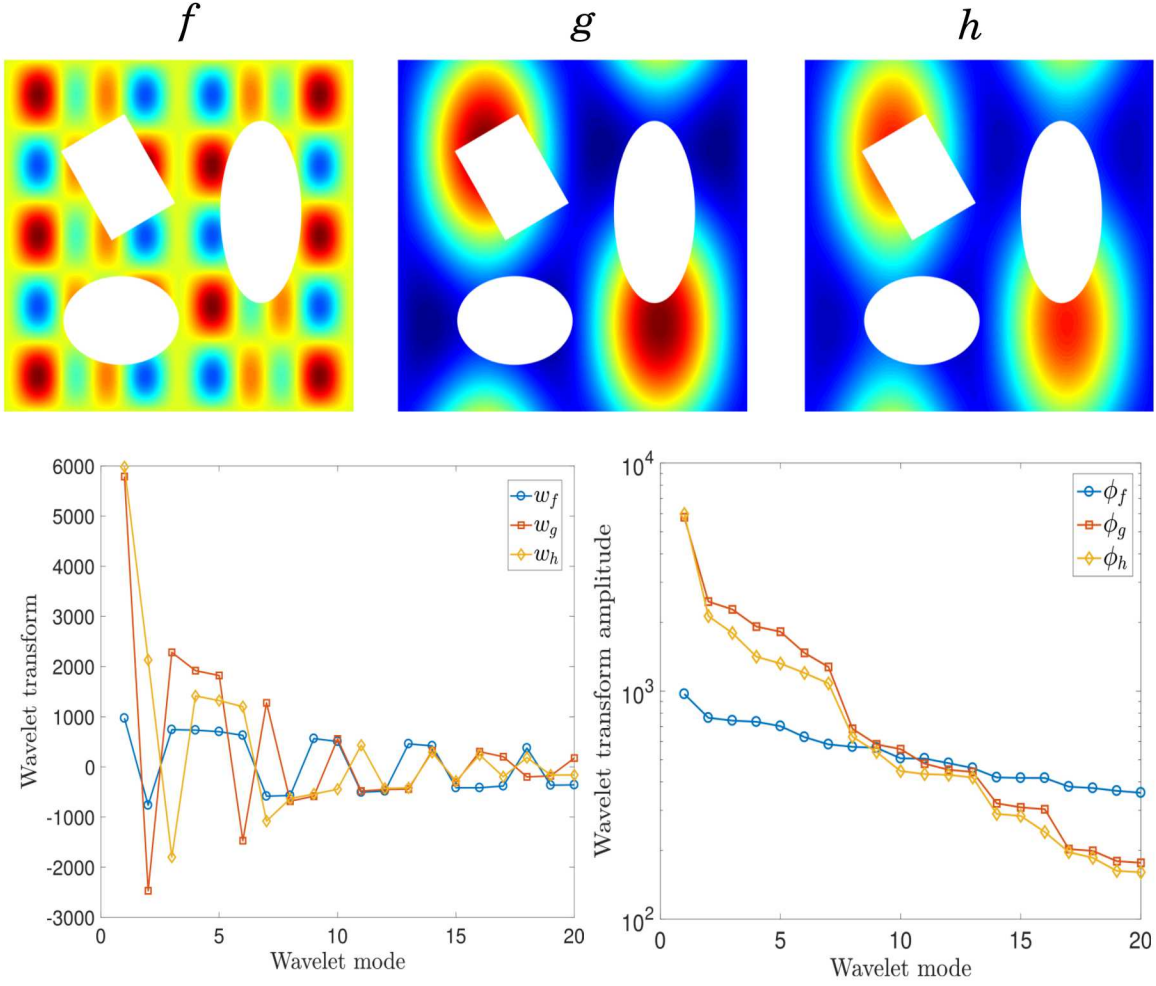 f g h
6000
5000
4000
3000
2000
1000
0
-1000
-2000
-3000
Wavelet transform
0 5 10 15 20
Wavelet mode
w_f
w_g
w_h
10^4
10^3
10^2
Wavelet transform amplitude
0 5 10 15 20
Wavelet mode
ϕ_f
ϕ_g
ϕ_h